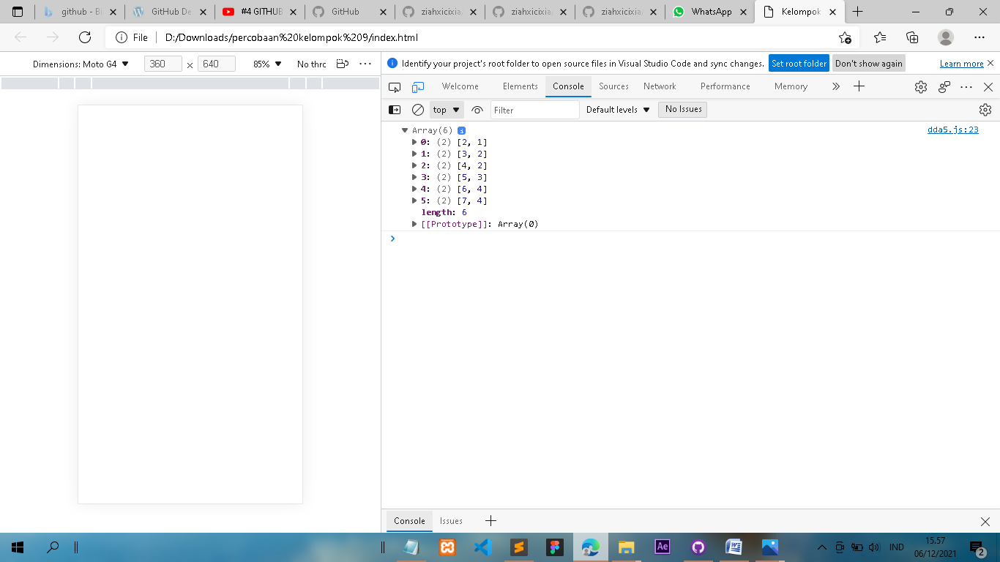 github - Bi
GitHub De
#4 GITHUB
GitHub
ziahxicixia/
ziahxicixia/
ziahxicixia/
WhatsApp
Kelompok
File
D:/Downloads/percobaan%20kelompok%209/index.html
Dimensions: Moto G4 360 × 640 85% No thrc
Identify your project's root folder to open source files in Visual Studio Code and sync changes. Set root folder Don't show again Learn more
Welcome Elements Console Sources Network Performance Memory
top Filter Default levels No Issues
Array(6) i dda5.js:23
0: (2) [2, 1]
1: (2) [3, 2]
2: (2) [4, 2]
3: (2) [5, 3]
4: (2) [6, 4]
5: (2) [7, 4]
length: 6
[[Prototype]]: Array(0)
Console Issues
Ae
IND
15.57
06/12/2021
2